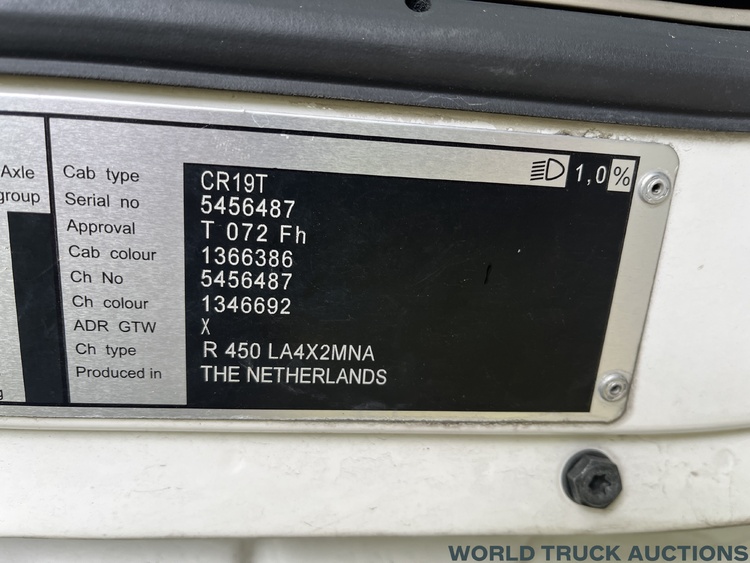 Axle
group
1,0%
Cab type CR19T
Serial no 5456487
Approval T 072 Fh
Cab colour 1366386
Ch No 5456487
Ch colour 1346692
ADR GTW X
Ch type R 450 LA4X2MNA
Produced in THE NETHERLANDS
WORLD TRUCK AUCTIONS